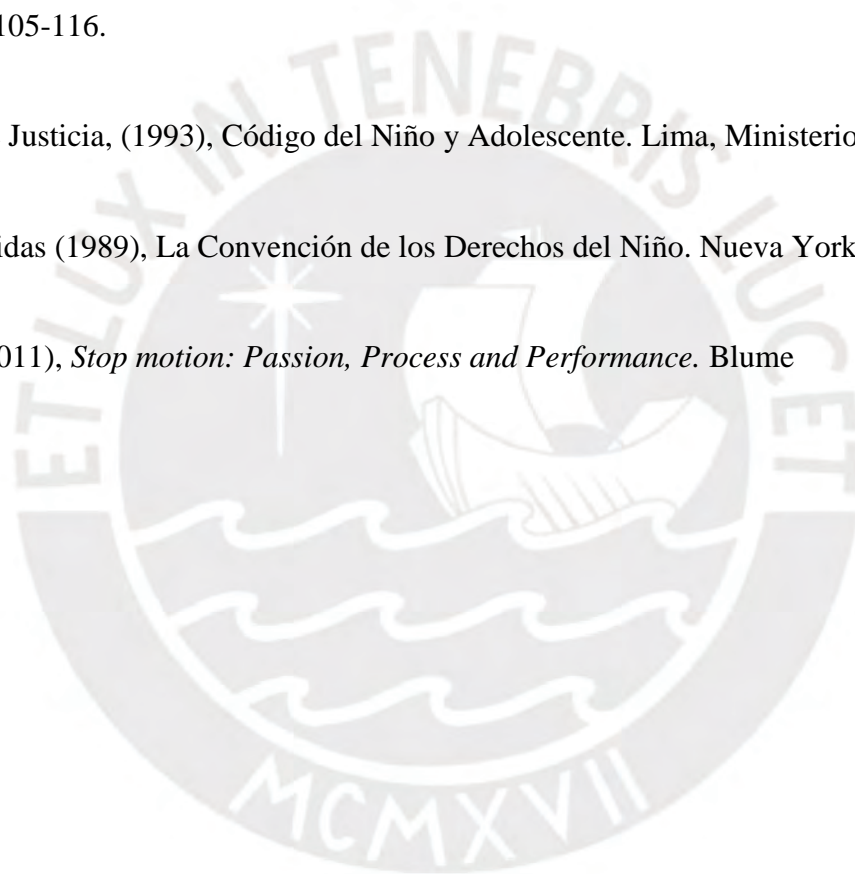 105-116.
Justicia, (1993), Código del Niño y Adolescente. Lima, Ministerio
idas (1989), La Convención de los Derechos del Niño. Nueva York
011), Stop motion: Passion, Process and Performance. Blume
ET LUX IN TENEBRIS LUCET
MCMXVII